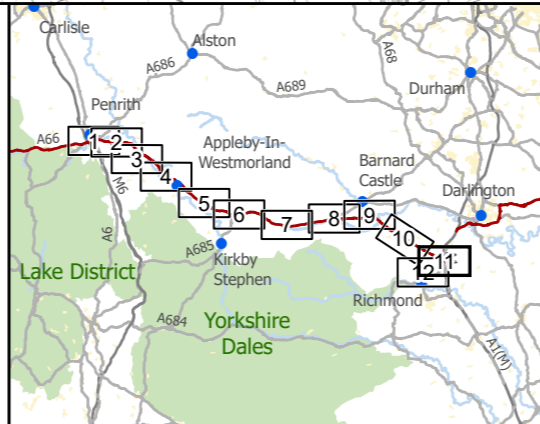 Carlisle
Alston
A68
A686
A689
Durham
Penrith
A66
1
2
3
4
5
6
7
8
9
10
11
12
Appleby-In-
Westmorland
Barnard
Castle
Darlington
M6
A6
A685
Kirkby
Stephen
Lake District
Richmond
A684
Yorkshire
Dales
A1(M)